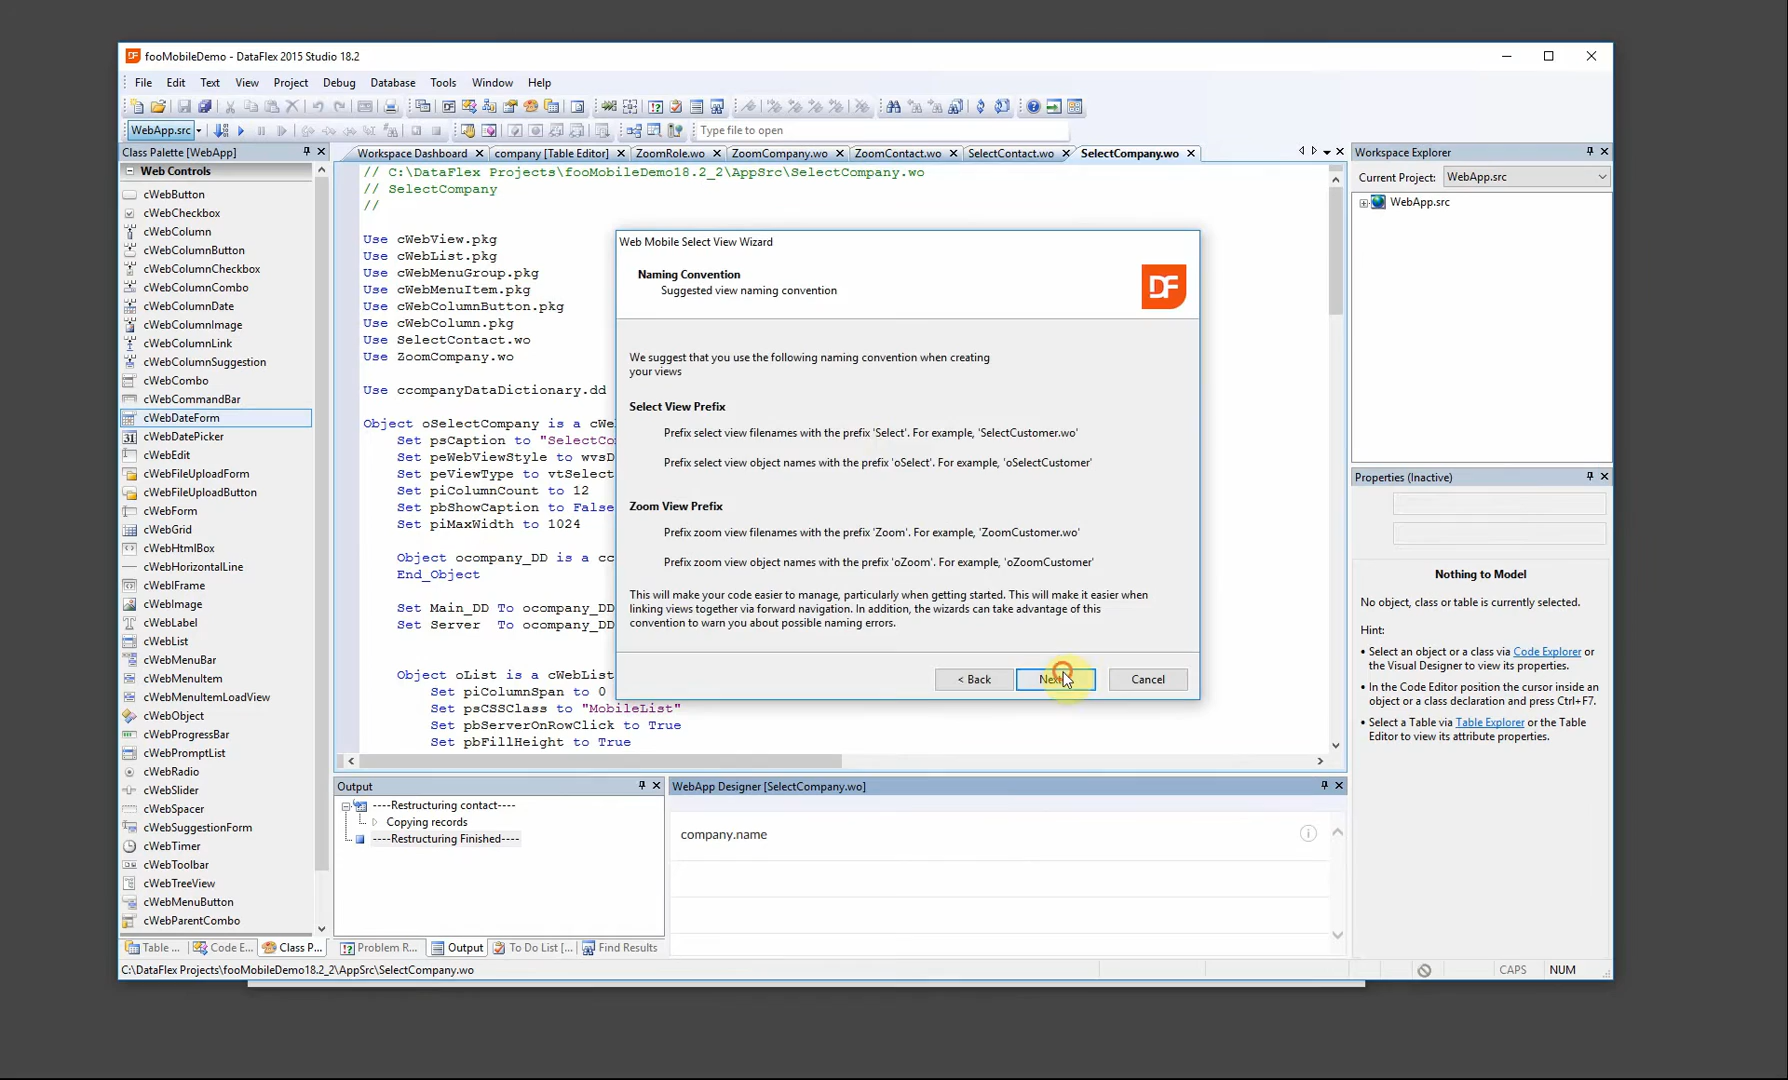 fooMobileDemo - DataFlex 2015 Studio 18.2
File Edit Text View Project Debug Database Tools Window Help
WebApp.src
Type file to open
Class Palette [WebApp]
Web Controls
cWebButton
cWebCheckbox
cWebColumn
cWebColumnButton
cWebColumnCheckbox
cWebColumnCombo
cWebColumnDate
cWebColumnImage
cWebColumnLink
cWebColumnSuggestion
cWebCombo
cWebCommandBar
cWebDateForm
cWebDatePicker
cWebEdit
cWebFileUploadForm
cWebFileUploadButton
cWebForm
cWebGrid
cWebHtmlBox
cWebHorizontalLine
cWebIFrame
cWebImage
cWebLabel
cWebList
cWebMenuBar
cWebMenuItem
cWebMenuItemLoadView
cWebObject
cWebProgressBar
cWebPromptList
cWebRadio
cWebSlider
cWebSpacer
cWebSuggestionForm
cWebTimer
cWebToolbar
cWebTreeView
cWebMenuButton
cWebParentCombo
Table ... Code E... Class P...
Workspace Dashboard company [Table Editor] ZoomRole.wo ZoomCompany.wo ZoomContact.wo SelectContact.wo SelectCompany.wo
// C:\DataFlex Projects\fooMobileDemo18.2_2\AppSrc\SelectCompany.wo
// SelectCompany
//
Use cWebView.pkg
Use cWebList.pkg
Use cWebMenuGroup.pkg
Use cWebMenuItem.pkg
Use cWebColumnButton.pkg
Use cWebColumn.pkg
Use SelectContact.wo
Use ZoomCompany.wo
Use ccompanyDataDictionary.dd
Object oSelectCompany is a cWe
Set psCaption to "SelectCo
Set peWebViewStyle to wvsD
Set peViewType to vtSelect
Set piColumnCount to 12
Set pbShowCaption to False
Set piMaxWidth to 1024
Object ocompany_DD is a cc
End_Object
Set Main_DD To ocompany_DD
Set Server To ocompany_DD
Object oList is a cWebList
Set piColumnSpan to 0
Set psCSSClass to "MobileList"
Set pbServerOnRowClick to True
Set pbFillHeight to True
Web Mobile Select View Wizard
Naming Convention
Suggested view naming convention
DF
We suggest that you use the following naming convention when creating
your views
Select View Prefix
Prefix select view filenames with the prefix 'Select'. For example, 'SelectCustomer.wo'
Prefix select view object names with the prefix 'oSelect'. For example, 'oSelectCustomer'
Zoom View Prefix
Prefix zoom view filenames with the prefix 'Zoom'. For example, 'ZoomCustomer.wo'
Prefix zoom view object names with the prefix 'oZoom'. For example, 'oZoomCustomer'
This will make your code easier to manage, particularly when getting started. This will make it easier when
linking views together via forward navigation. In addition, the wizards can take advantage of this
convention to warn you about possible naming errors.
< Back Next Cancel
Output
----Restructuring contact----
Copying records
----Restructuring Finished----
Problem R... Output To Do List [... Find Results
WebApp Designer [SelectCompany.wo]
company.name
Workspace Explorer
Current Project: WebApp.src
WebApp.src
Properties (Inactive)
Nothing to Model
No object, class or table is currently selected.
Hint:
• Select an object or a class via Code Explorer or
the Visual Designer to view its properties.
• In the Code Editor position the cursor inside an
object or a class declaration and press Ctrl+F7.
• Select a Table via Table Explorer or the Table
Editor to view its attribute properties.
C:\DataFlex Projects\fooMobileDemo18.2_2\AppSrc\SelectCompany.wo
CAPS NUM